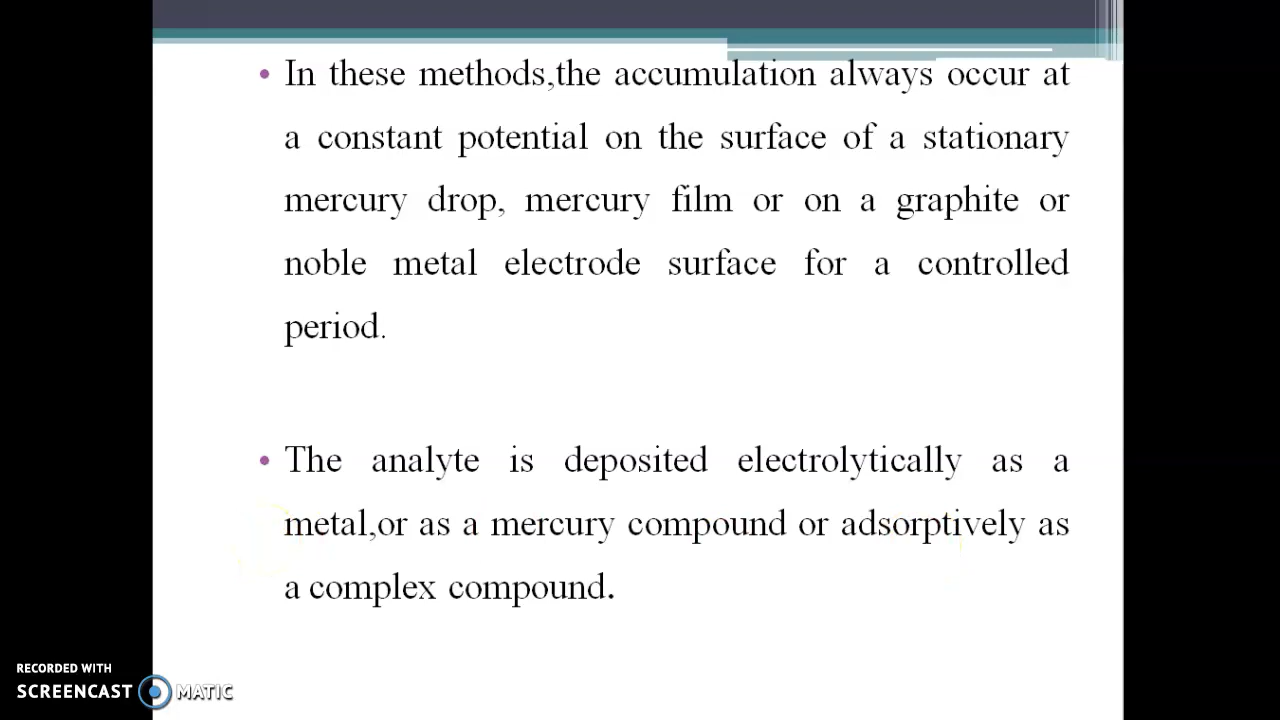 In these methods,the accumulation always occur at
a constant potential on the surface of a stationary
mercury drop, mercury film or on a graphite or
noble metal electrode surface for a controlled
period.
The analyte is deposited electrolytically as a
metal,or as a mercury compound or adsorptively as
a complex compound.
RECORDED WITH
SCREENCAST MATIC